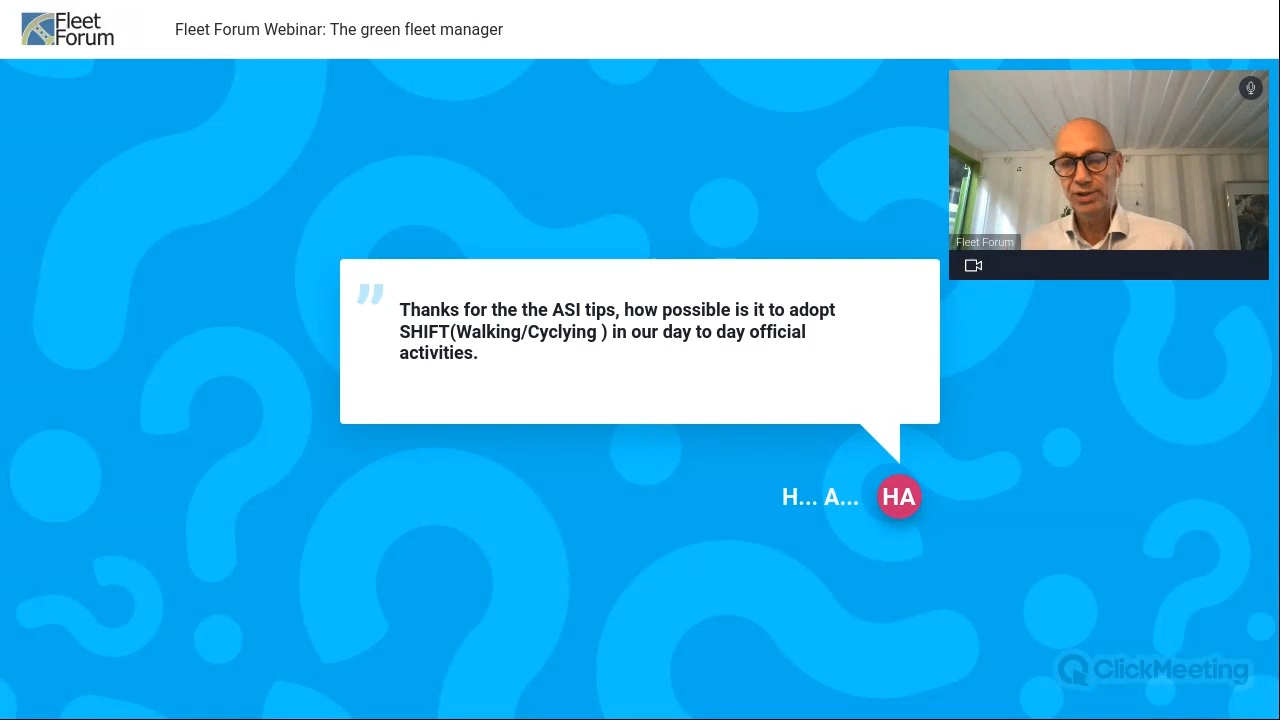 Fleet
Forum
Fleet Forum Webinar: The green fleet manager
Fleet Forum
Thanks for the the ASI tips, how possible is it to adopt
SHIFT(Walking/Cyclying ) in our day to day official
activities.
H... A...
HA
ClickMeeting